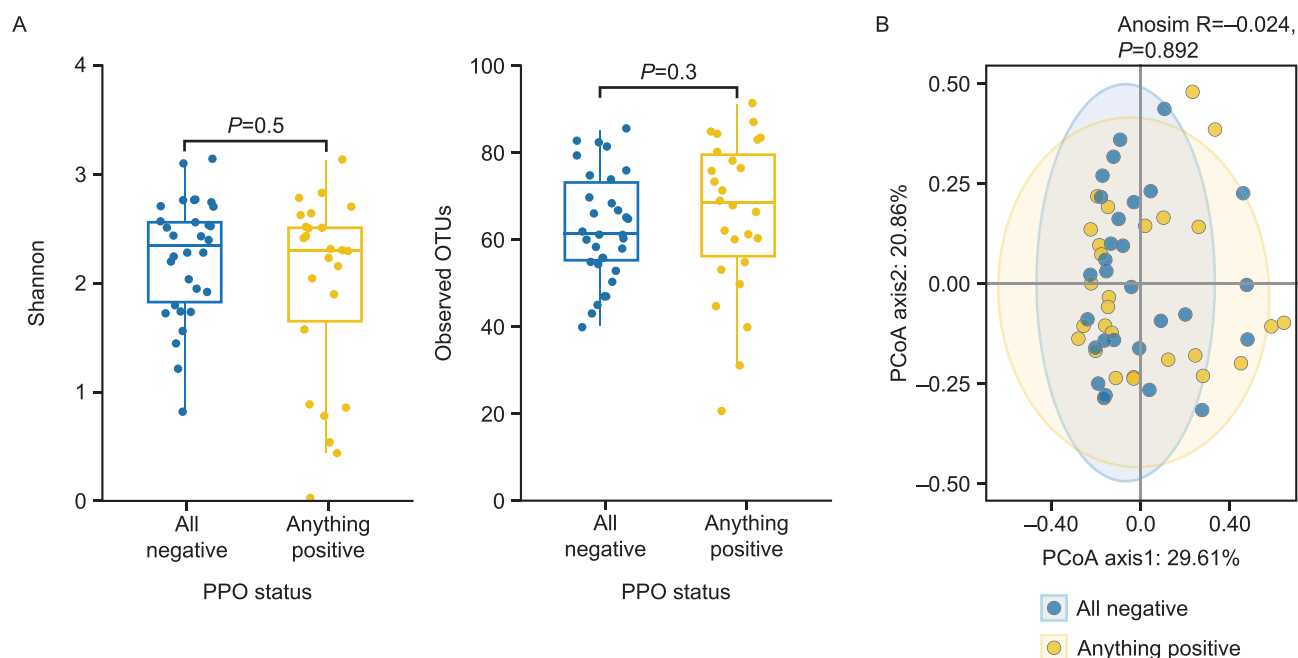 A
4
3
2
1
0
Shannon
P=0.5
All
negative
Anything
positive
PPO status
100
80
60
40
20
0
Observed OTUs
P=0.3
All
negative
Anything
positive
PPO status
B
Anosim R=–0.024,
P=0.892
0.50
0.25
0.00
–0.25
–0.50
PCoA axis2: 20.86%
–0.40
0.0
0.40
PCoA axis1: 29.61%
All negative
Anything positive